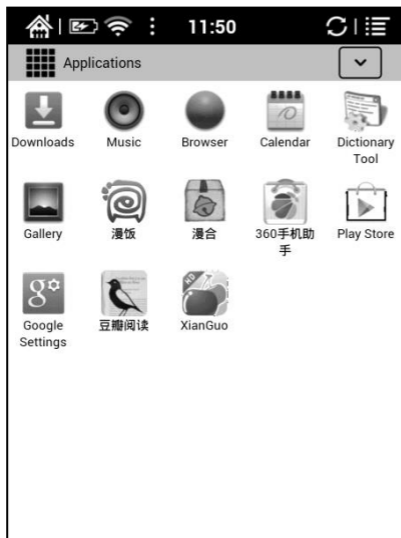 11:50
Applications
Downloads
Music
Browser
Calendar
Dictionary
Tool
Gallery
漫饭
漫合
360手机助
手
Play Store
g
Google
Settings
豆瓣阅读
HD
XianGuo